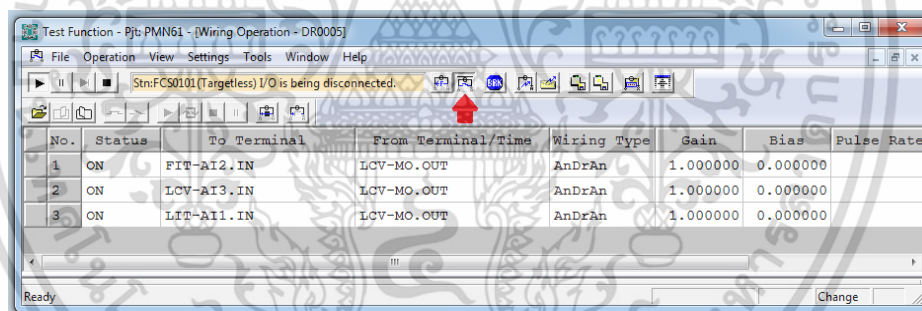 Test Function - Pjt: PMN61 - [Wiring Operation - DR0005]
File Operation View Settings Tools Window Help
Stn:FCS0101(Targetless) I/O is being disconnected. BRK
No. Status To Terminal From Terminal/Time Wiring Type Gain Bias Pulse Rate
1 ON FIT-AI2.IN LCV-MO.OUT AnDrAn 1.000000 0.000000
2 ON LCV-AI3.IN LCV-MO.OUT AnDrAn 1.000000 0.000000
3 ON LIT-AI1.IN LCV-MO.OUT AnDrAn 1.000000 0.000000
Ready Change